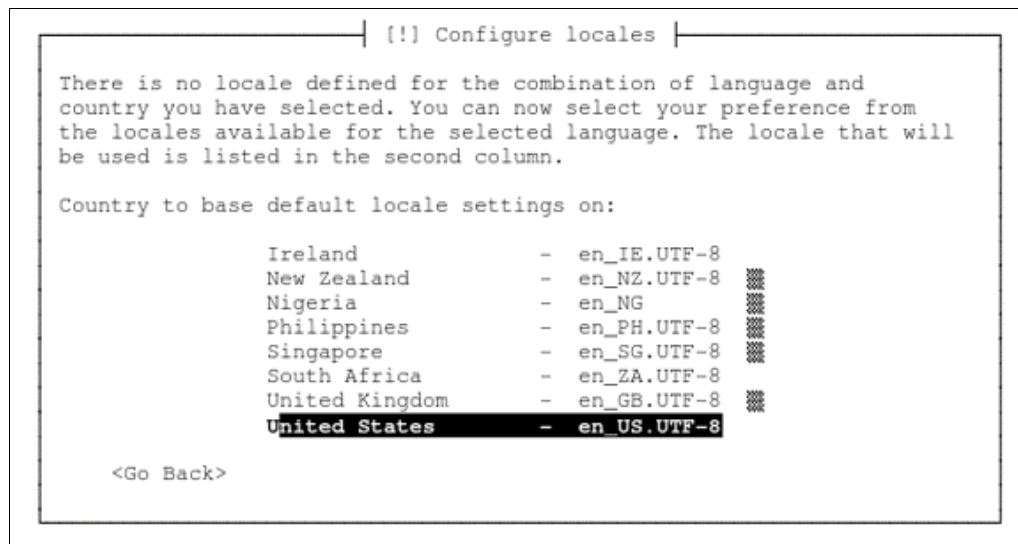 [!] Configure locales
There is no locale defined for the combination of language and
country you have selected. You can now select your preference from
the locales available for the selected language. The locale that will
be used is listed in the second column.
Country to base default locale settings on:
Ireland - en_IE.UTF-8
New Zealand - en_NZ.UTF-8
Nigeria - en_NG
Philippines - en_PH.UTF-8
Singapore - en_SG.UTF-8
South Africa - en_ZA.UTF-8
United Kingdom - en_GB.UTF-8
United States - en_US.UTF-8
<Go Back>